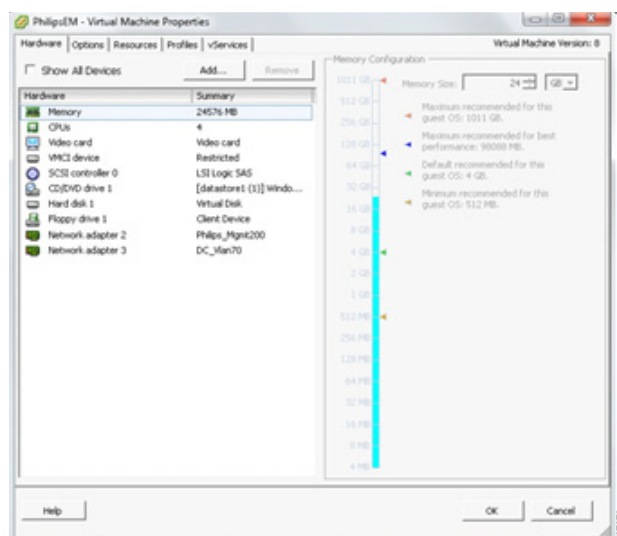 PhilipsEM - Virtual Machine Properties
Hardware Options Resources Profiles vServices Virtual Machine Version: 8
Show All Devices Add... Remove
Hardware Summary
Memory 24576 MB
CPUs 4
Video card Video card
VMCI device Restricted
SCSI controller 0 LSI Logic SAS
CD/DVD drive 1 [datastore1 (1)] Windo...
Hard disk 1 Virtual Disk
Floppy drive 1 Client Device
Network adapter 2 Philips_Mgmt200
Network adapter 3 DC_Vlan70
Memory Configuration
Memory Size: 24 GB
1011 GB
512 GB
256 GB
128 GB
64 GB
32 GB
16 GB
8 GB
4 GB
2 GB
1 GB
512 MB
256 MB
128 MB
64 MB
32 MB
16 MB
8 MB
4 MB
Maximum recommended for this
guest OS: 1011 GB.
Maximum recommended for best
performance: 98088 MB.
Default recommended for this
guest OS: 4 GB.
Minimum recommended for this
guest OS: 512 MB.
Help OK Cancel